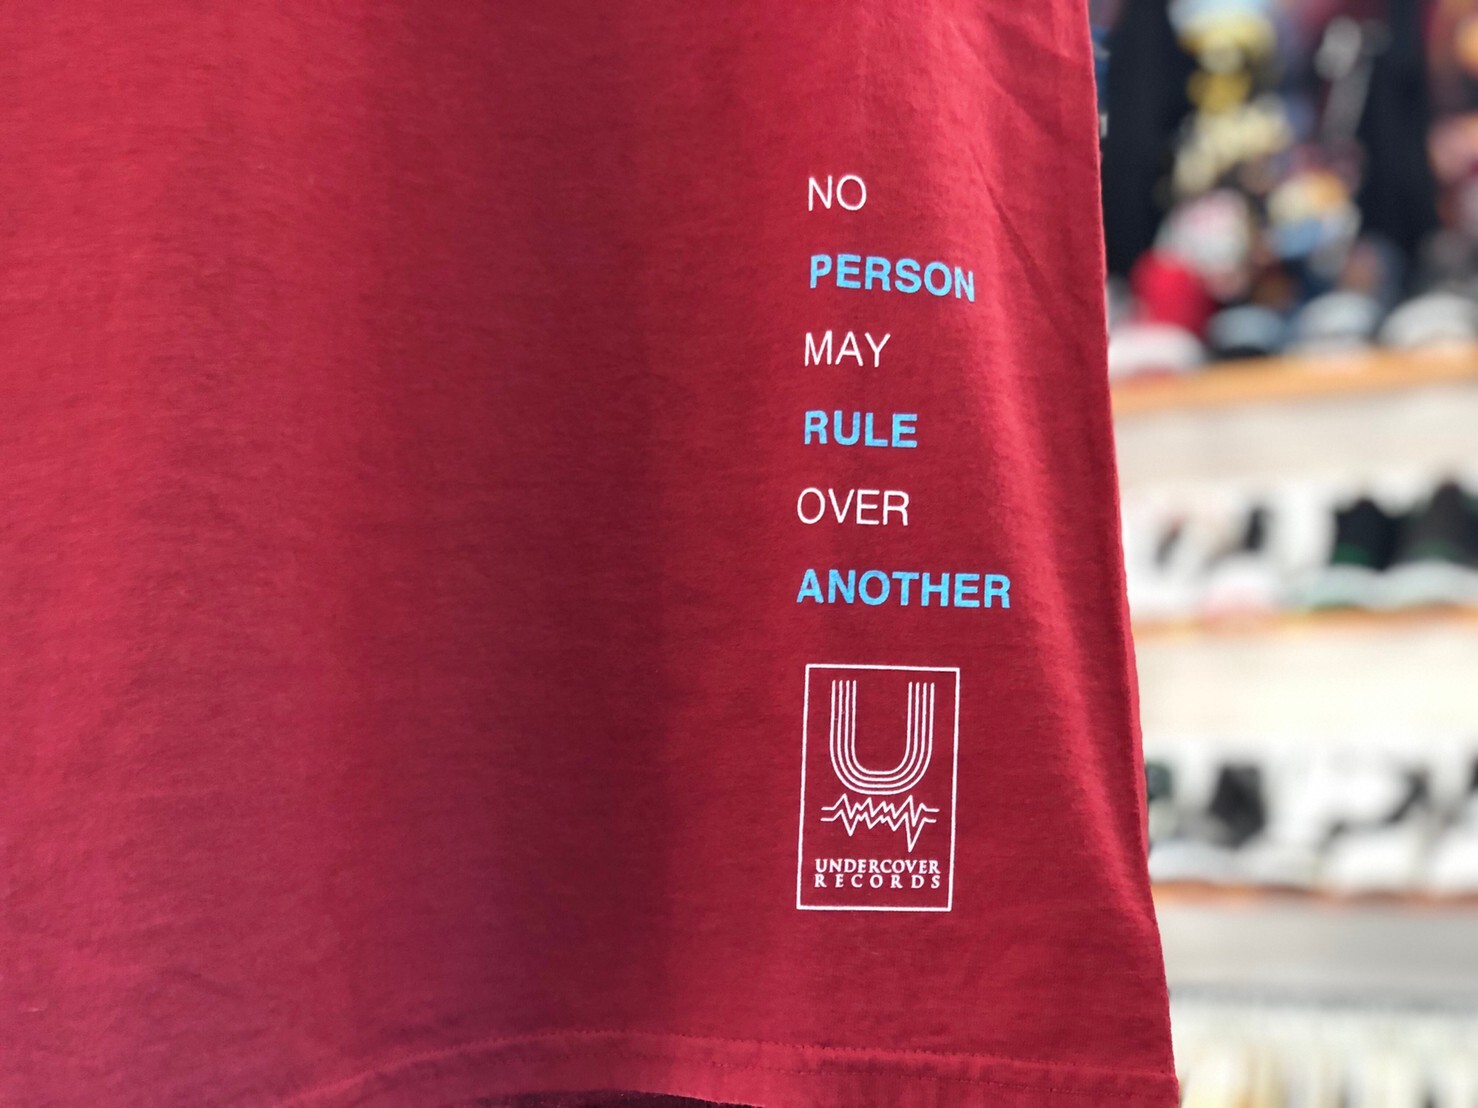 NO
PERSON
MAY
RULE
OVER
ANOTHER
U
UNDERCOVER
RECORDS